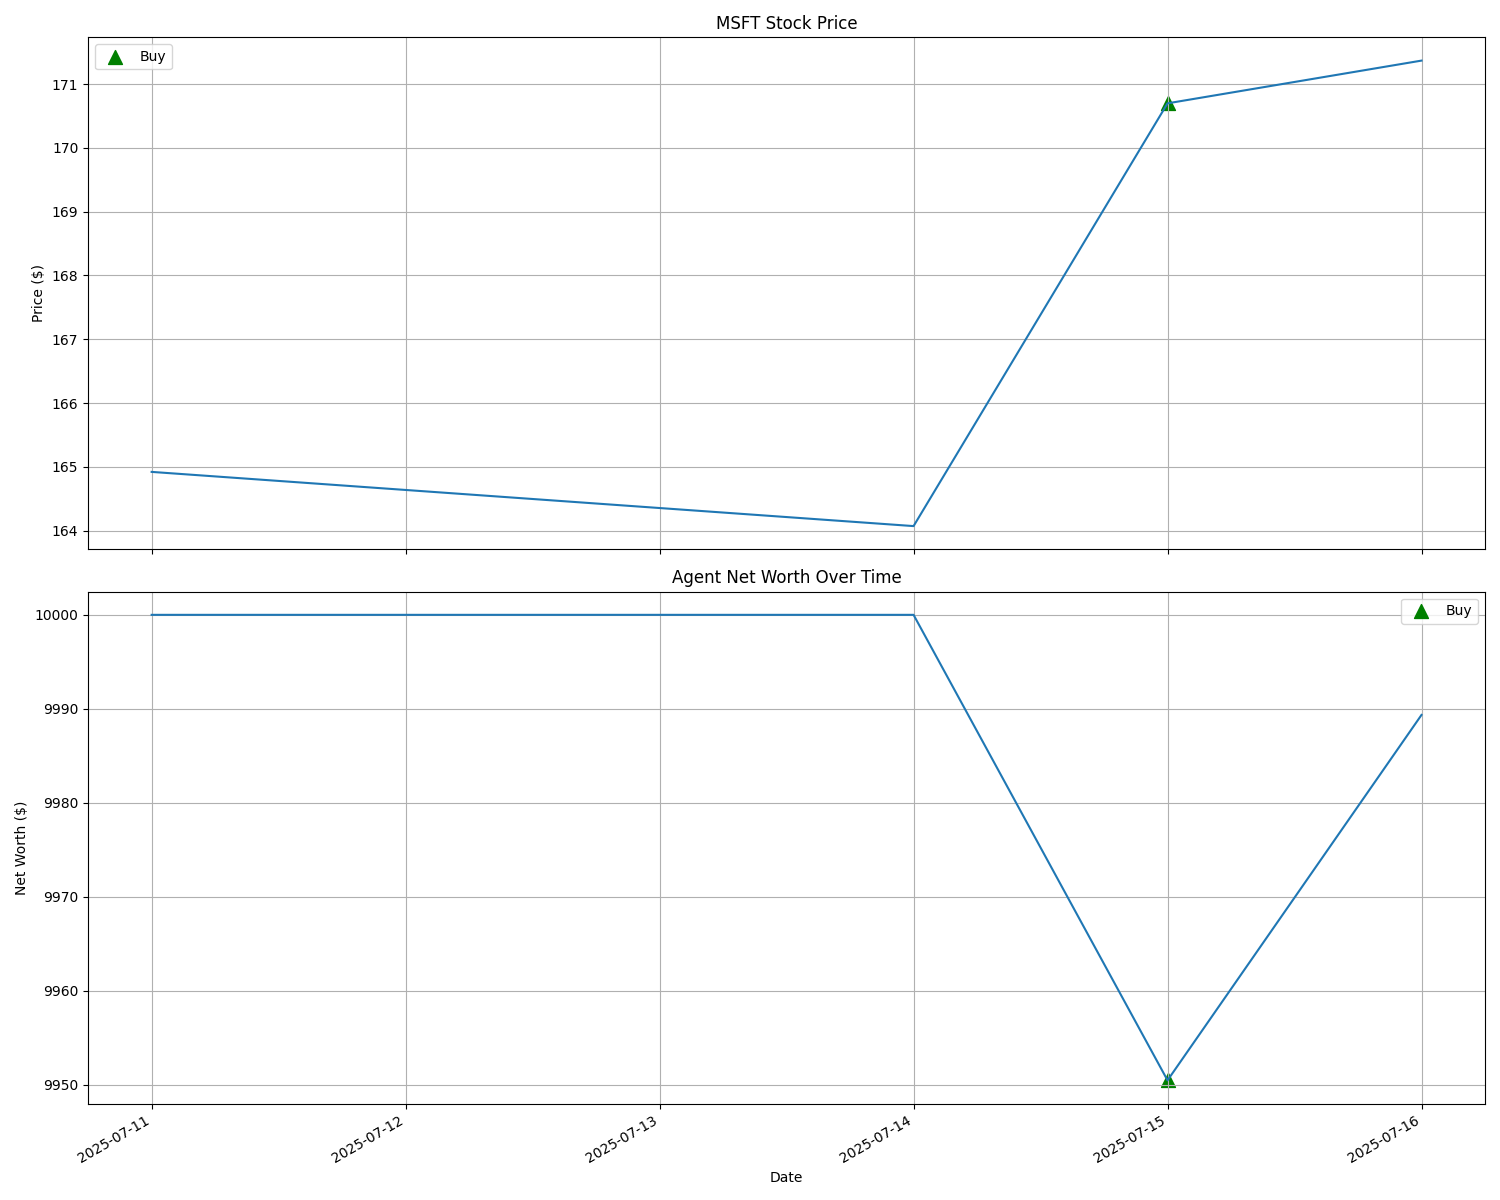 MSFT Stock Price
Buy
171
170
169
168
167
166
165
164
Price ($)
Agent Net Worth Over Time
Buy
10000
9990
9980
9970
9960
9950
Net Worth ($)
2025-07-11
2025-07-12
2025-07-13
2025-07-14
2025-07-15
2025-07-16
Date